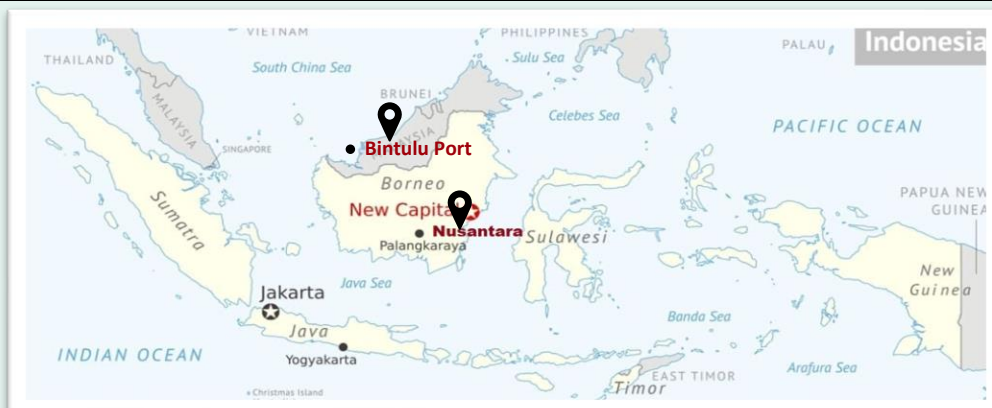 VIETNAM
PHILIPPINES
Indonesia
THAILAND
South China Sea
Sulu Sea
PALAU
MALAYSIA
BRUNEI
Celebes Sea
PACIFIC OCEAN
SINGAPORE
Bintulu Port
Borneo
PAPUA NEW
GUINEA
Sumatra
New Capital
Nusantara
Palangkaraya
Sulawesi
New
Guinea
Java Sea
Jakarta
Banda Sea
Java
INDIAN OCEAN
Yogyakarta
EAST TIMOR
Arafura Sea
Timor
Christmas Island